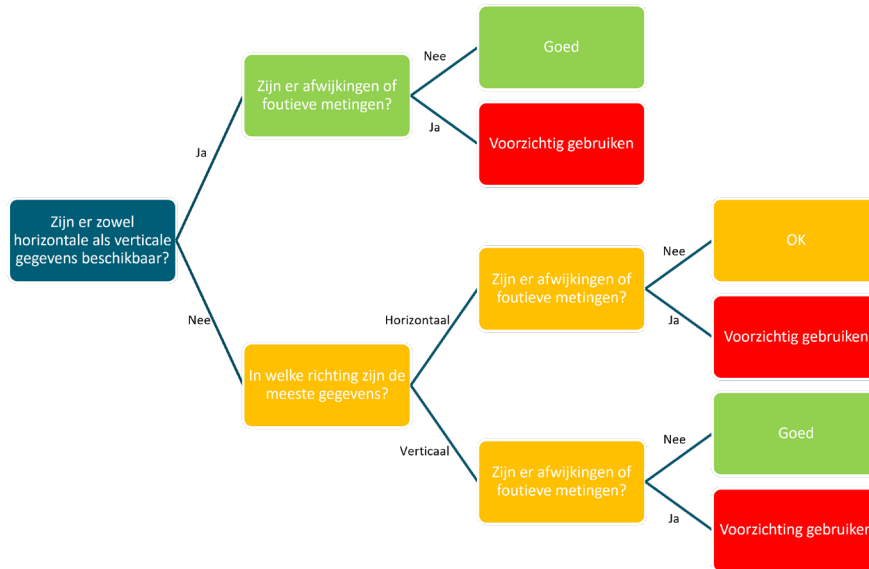 Zijn er zowel
horizontale als verticale
gegevens beschikbaar?
Ja
Zijn er afwijkingen of
foutieve metingen?
Nee
Goed
Ja
Voorzichtig gebruiken
Nee
In welke richting zijn de
meeste gegevens?
Horizontaal
Zijn er afwijkingen of
foutieve metingen?
Nee
OK
Ja
Voorzichtig gebruiken
Verticaal
Zijn er afwijkingen of
foutieve metingen?
Nee
Goed
Ja
Voorzichting gebruiken